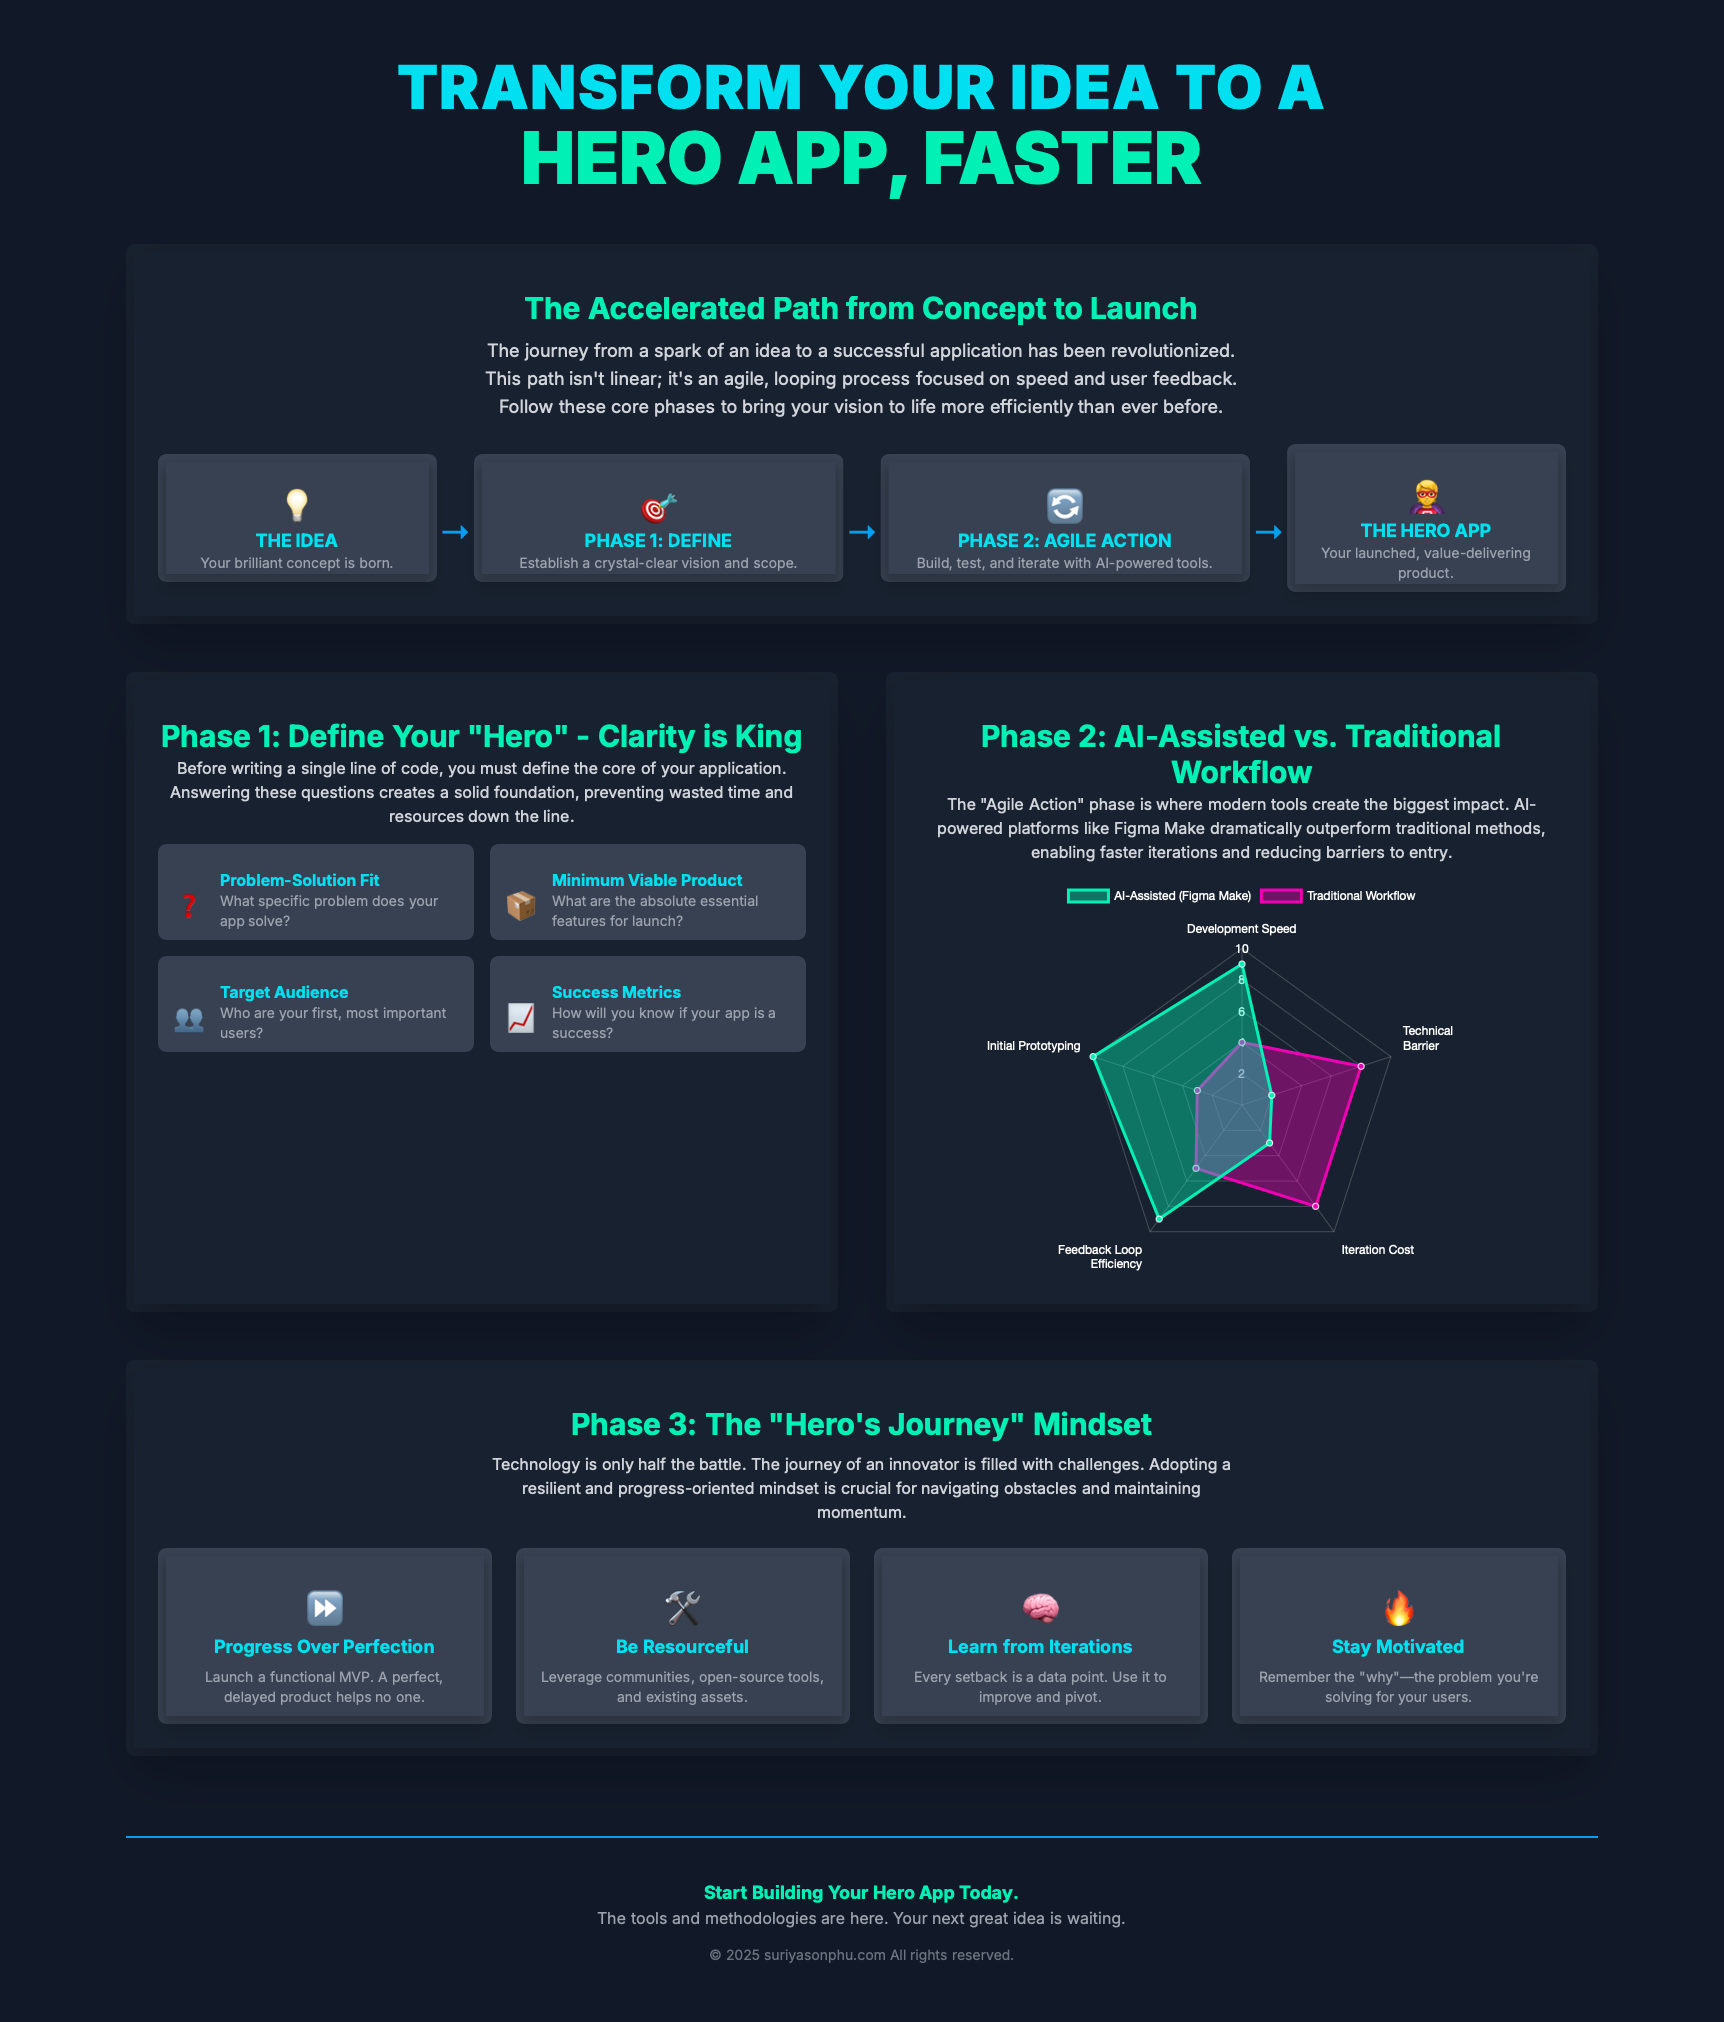 TRANSFORM YOUR IDEA TO A
HERO APP, FASTER
The Accelerated Path from Concept to Launch
The journey from a spark of an idea to a successful application has been revolutionized.
This path isn't linear; it's an agile, looping process focused on speed and user feedback.
Follow these core phases to bring your vision to life more efficiently than ever before.
THE IDEA
Your brilliant concept is born.
→
PHASE 1: DEFINE
Establish a crystal-clear vision and scope.
→
PHASE 2: AGILE ACTION
Build, test, and iterate with AI-powered tools.
→
THE HERO APP
Your launched, value-delivering
product.
Phase 1: Define Your "Hero" - Clarity is King
Before writing a single line of code, you must define the core of your application.
Answering these questions creates a solid foundation, preventing wasted time and
resources down the line.
Problem-Solution Fit
What specific problem does your
app solve?
Minimum Viable Product
What are the absolute essential
features for launch?
Target Audience
Who are your first, most important
users?
Success Metrics
How will you know if your app is a
success?
Phase 2: AI-Assisted vs. Traditional
Workflow
The "Agile Action" phase is where modern tools create the biggest impact. AI-
powered platforms like Figma Make dramatically outperform traditional methods,
enabling faster iterations and reducing barriers to entry.
AI-Assisted (Figma Make)
Traditional Workflow
Development Speed
10
8
6
2
Technical
Barrier
Initial Prototyping
Feedback Loop
Efficiency
Iteration Cost
Phase 3: The "Hero's Journey" Mindset
Technology is only half the battle. The journey of an innovator is filled with challenges. Adopting a
resilient and progress-oriented mindset is crucial for navigating obstacles and maintaining
momentum.
Progress Over Perfection
Launch a functional MVP. A perfect,
delayed product helps no one.
Be Resourceful
Leverage communities, open-source tools,
and existing assets.
Learn from Iterations
Every setback is a data point. Use it to
improve and pivot.
Stay Motivated
Remember the "why"—the problem you're
solving for your users.
Start Building Your Hero App Today.
The tools and methodologies are here. Your next great idea is waiting.
© 2025 suriyasonphu.com All rights reserved.